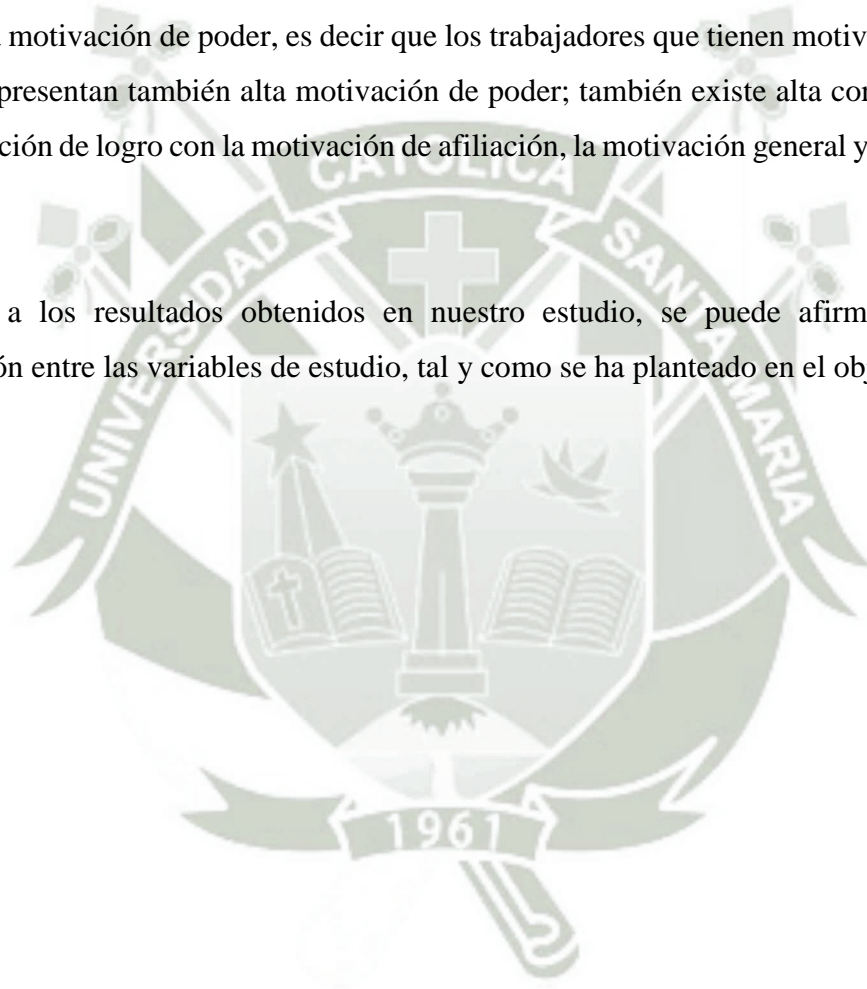 motivación de poder, es decir que los trabajadores que tienen motiv
presentan también alta motivación de poder; también existe alta cor
ción de logro con la motivación de afiliación, la motivación general y
CATOLICA
UNIVERSIDAD
SANTA MARIA
a los resultados obtenidos en nuestro estudio, se puede afirm
ón entre las variables de estudio, tal y como se ha planteado en el obj
1961